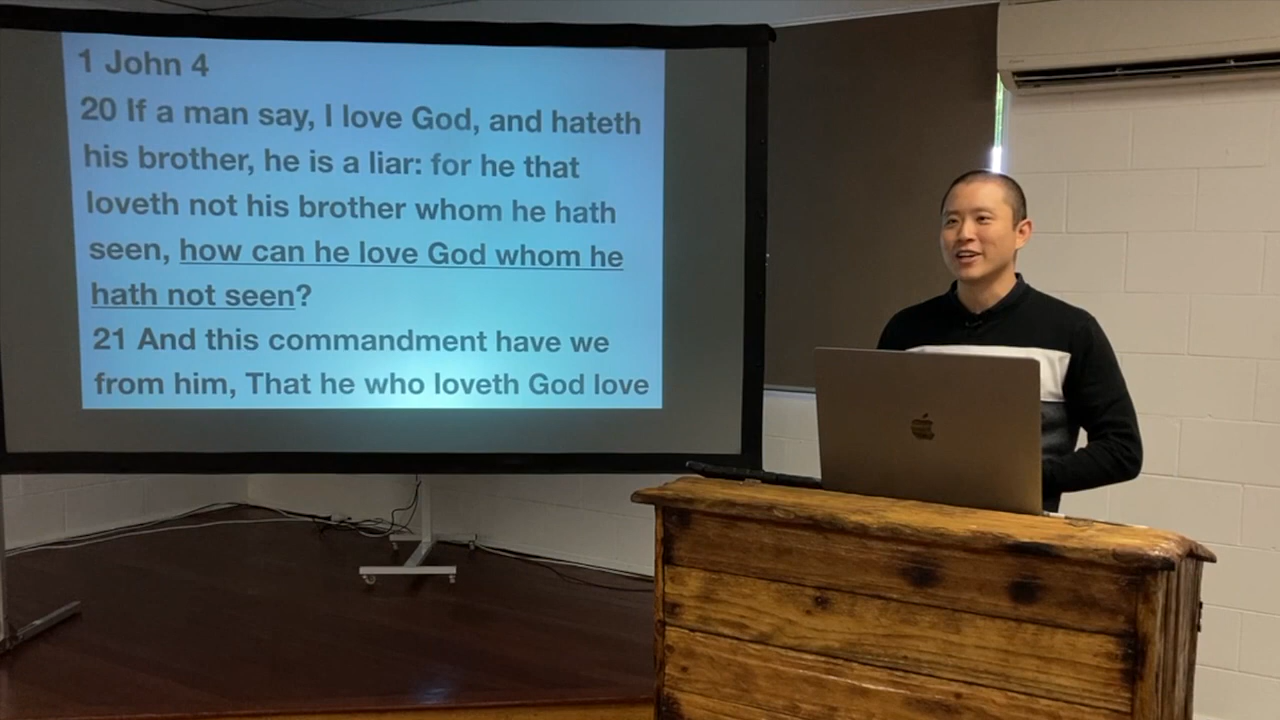 1 John 4
20 If a man say, I love God, and hateth
his brother, he is a liar: for he that
loveth not his brother whom he hath
seen, how can he love God whom he
hath not seen?
21 And this commandment have we
from him, That he who loveth God love